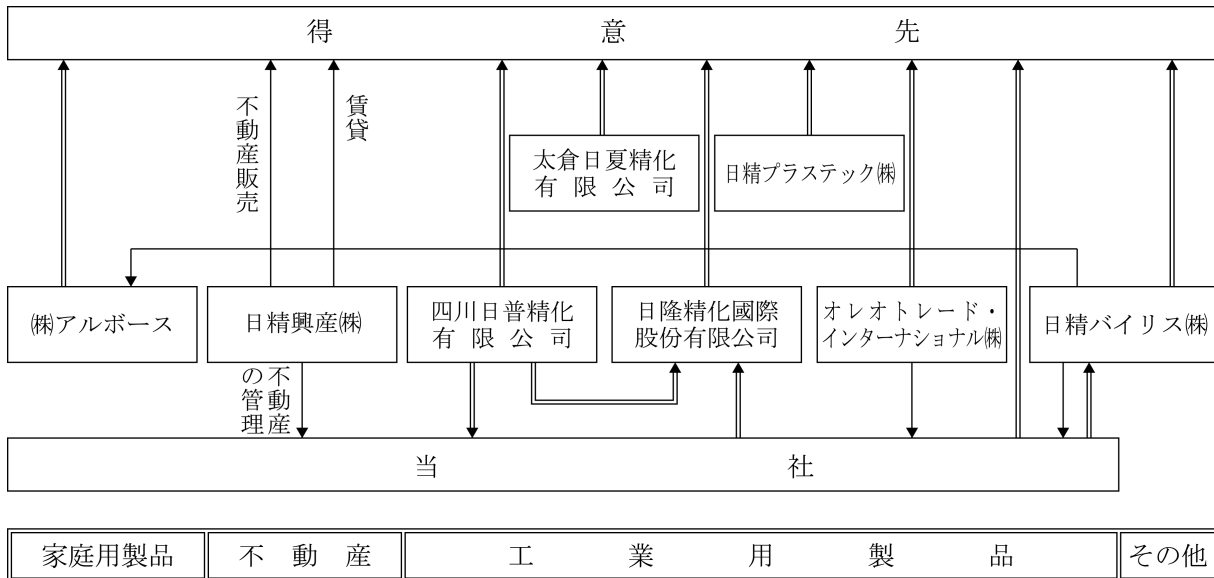 得意先
不動産販売
賃貸
太倉日夏精化
有限公司
日精プラステック㈱
㈱アルボース
日精興産㈱
四川日普精化
有限公司
日隆精化國際
股份有限公司
オレオトレード・
インターナショナル㈱
日精バイリス㈱
不動産
の管理
当社
家庭用製品
不動産
工業用製品
その他